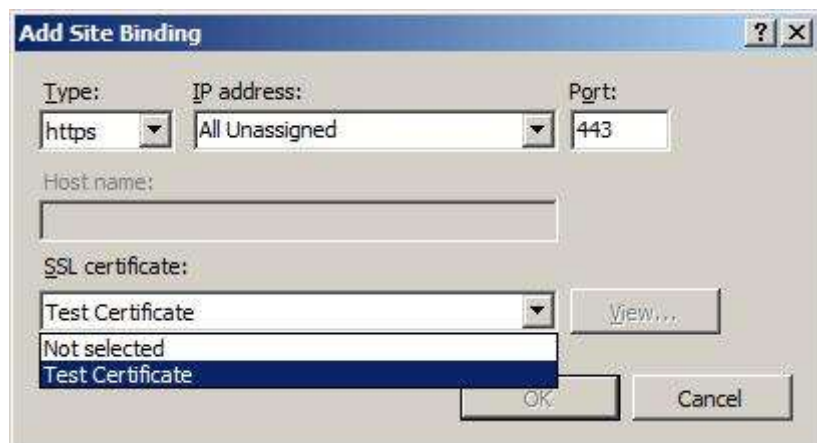 Add Site Binding
Type: IP address: Port:
https All Unassigned 443
Host name:
SSL certificate:
Test Certificate View...
Not selected
Test Certificate
OK Cancel